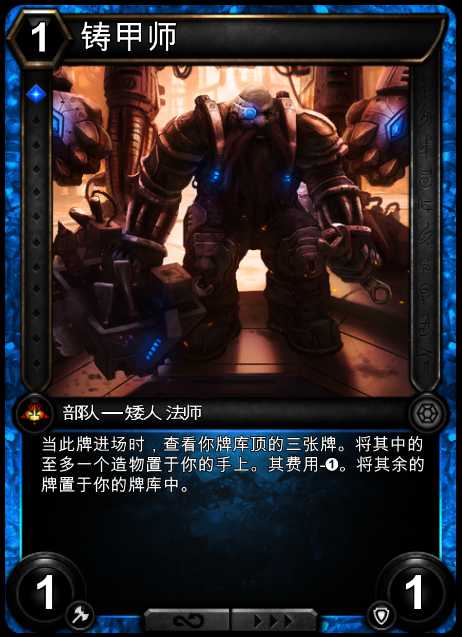 1
铸甲师
部队 — 矮人 法师
当此牌进场时，查看你牌库顶的三张牌。将其中的
至多一个造物置于你的手上。其费用-❶。将其余的
牌置于你的牌库中。
1
1